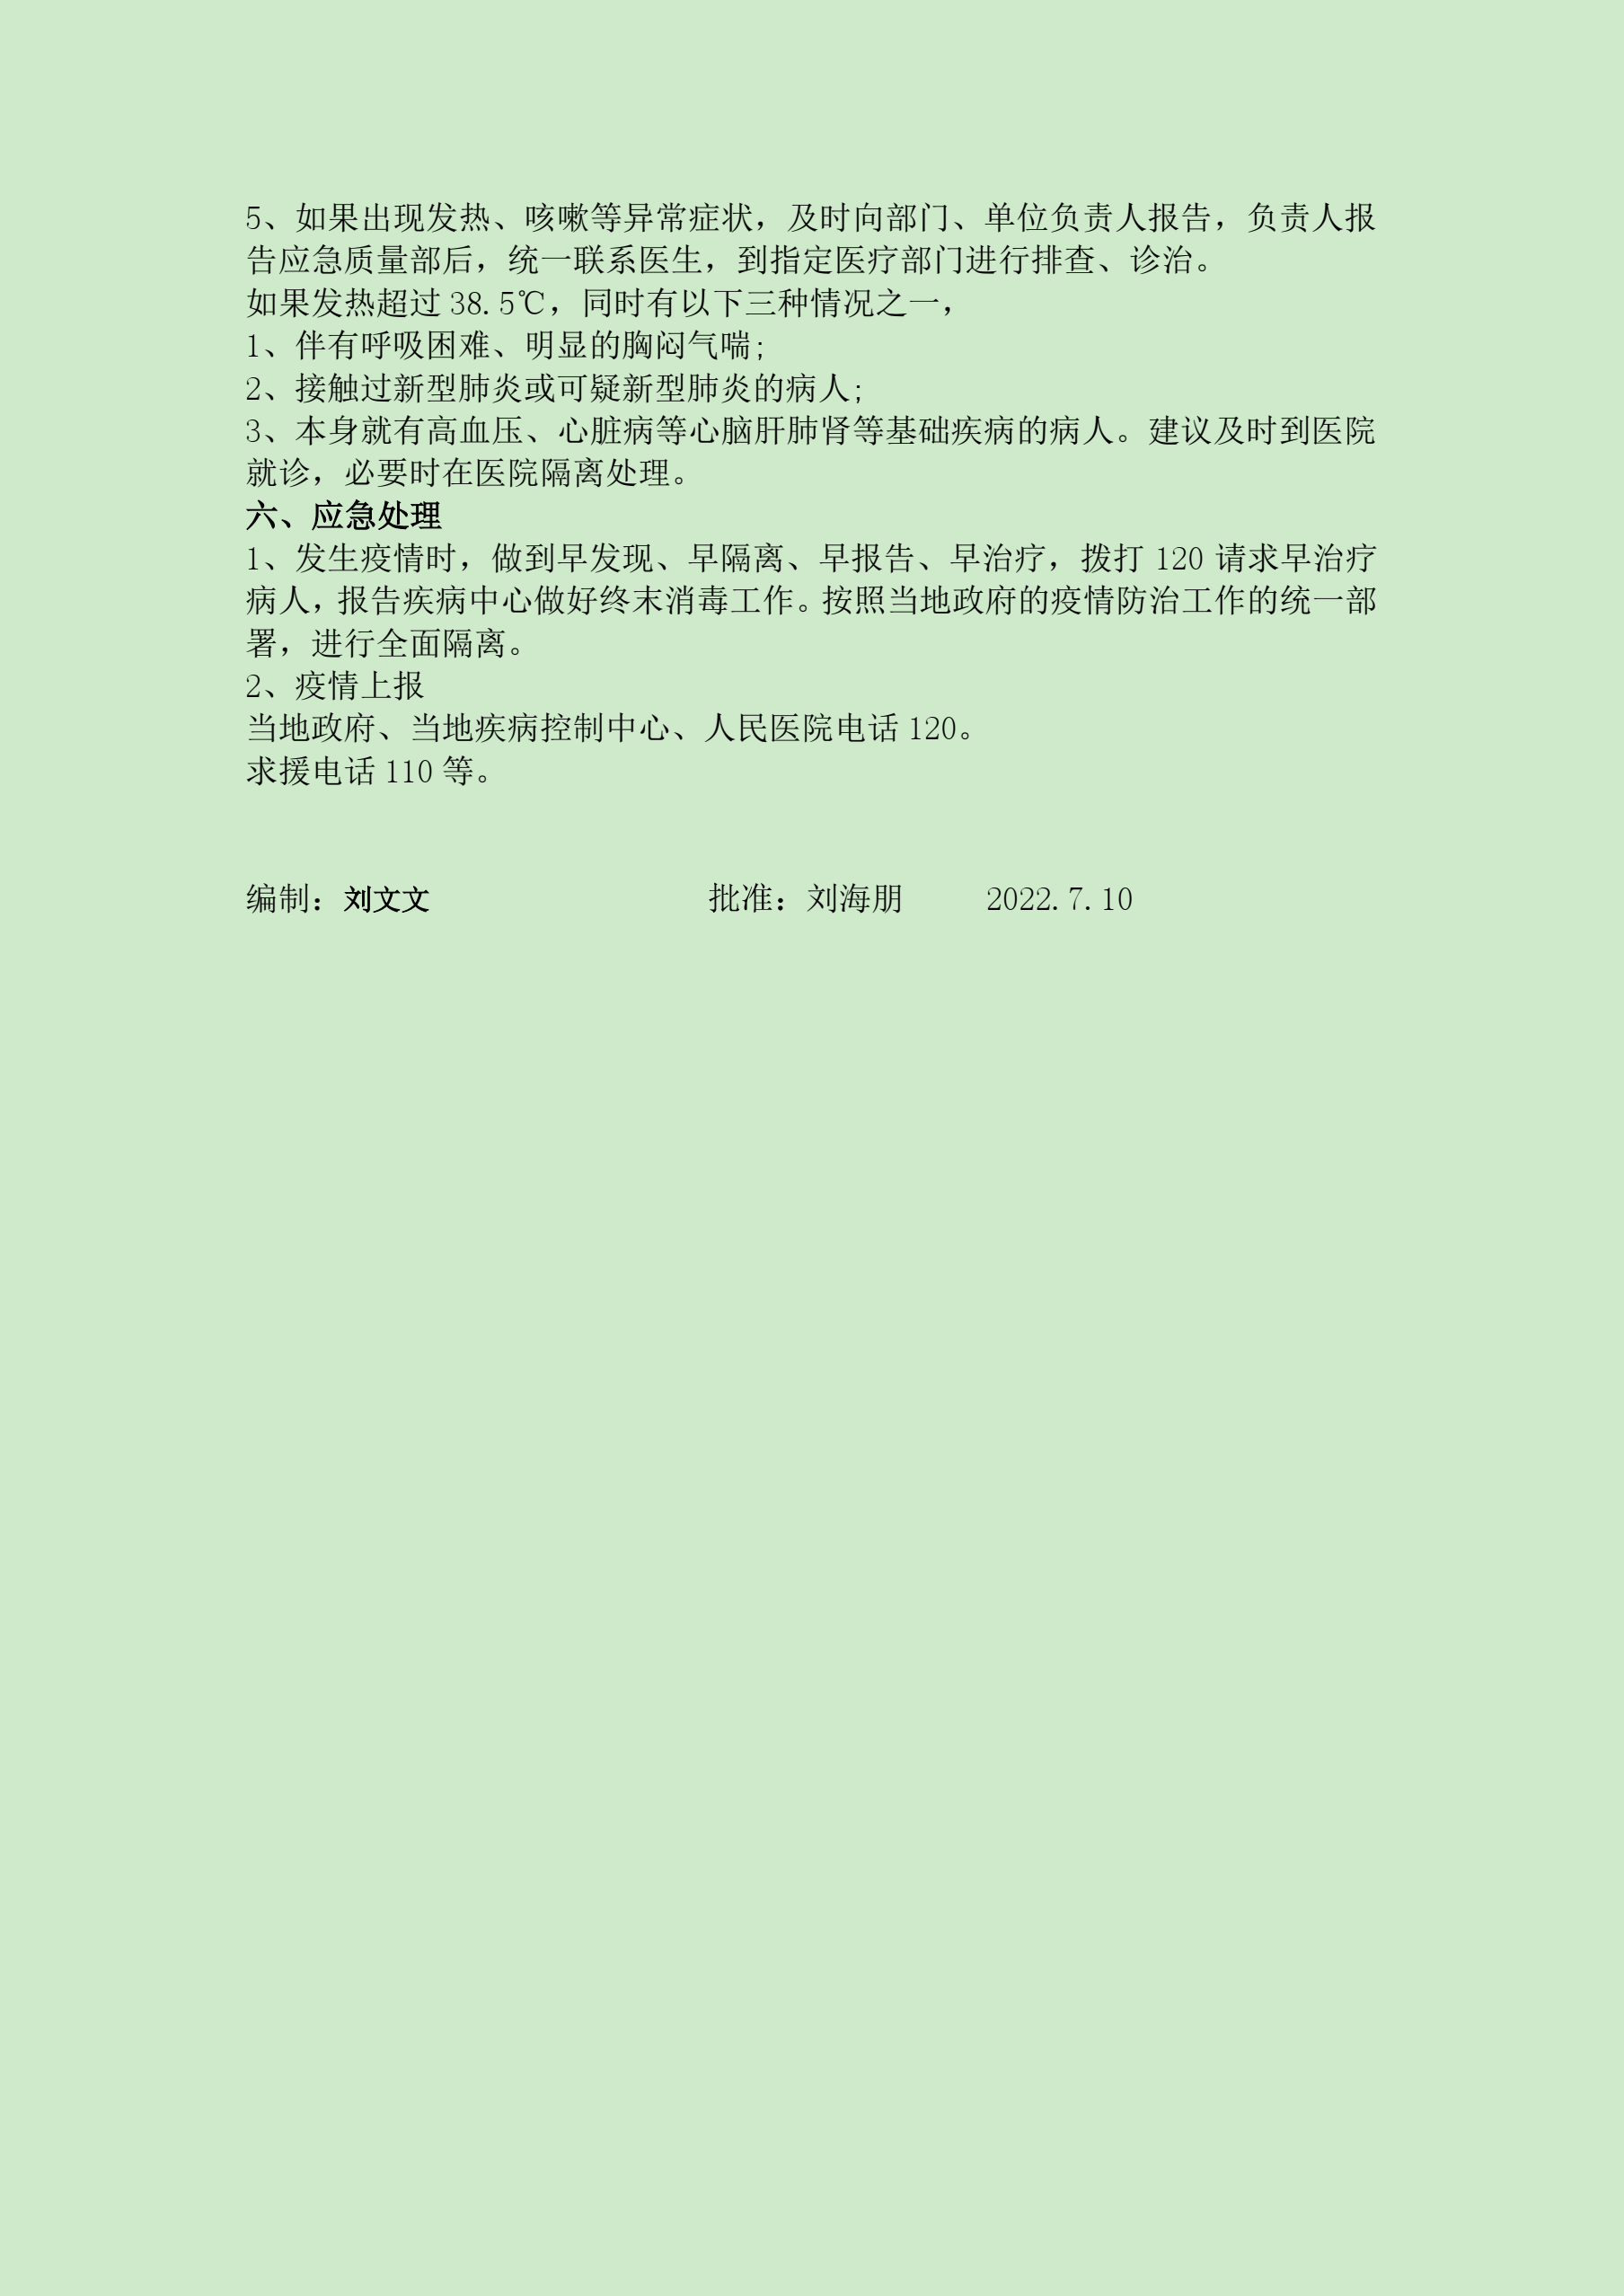 5、如果出现发热、咳嗽等异常症状，及时向部门、单位负责人报告，负责人报
告应急质量部后，统一联系医生，到指定医疗部门进行排查、诊治。
如果发热超过 38.5℃，同时有以下三种情况之一，
1、伴有呼吸困难、明显的胸闷气喘；
2、接触过新型肺炎或可疑新型肺炎的病人；
3、本身就有高血压、心脏病等心脑肝肺肾等基础疾病的病人。建议及时到医院
就诊，必要时在医院隔离处理。
六、应急处理
1、发生疫情时，做到早发现、早隔离、早报告、早治疗，拨打 120 请求早治疗
病人，报告疾病中心做好终末消毒工作。按照当地政府的疫情防治工作的统一部
署，进行全面隔离。
2、疫情上报
当地政府、当地疾病控制中心、人民医院电话 120。
求援电话 110 等。
编制：刘文文 批准：刘海朋 2022.7.10